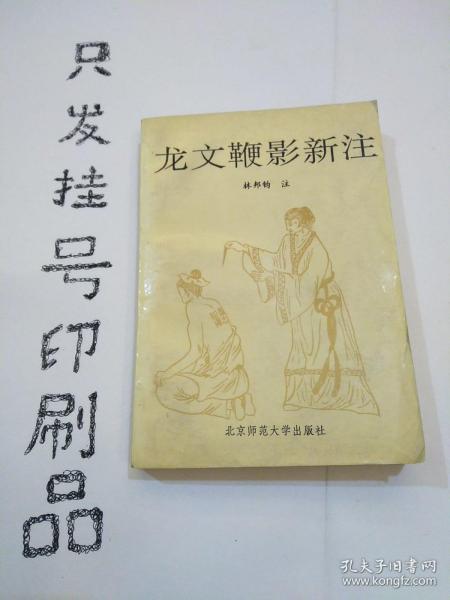 只发挂号印刷品
龙文鞭影新注
林邦钧 注
北京师范大学出版社
孔夫子旧书网
www.kongfz.com